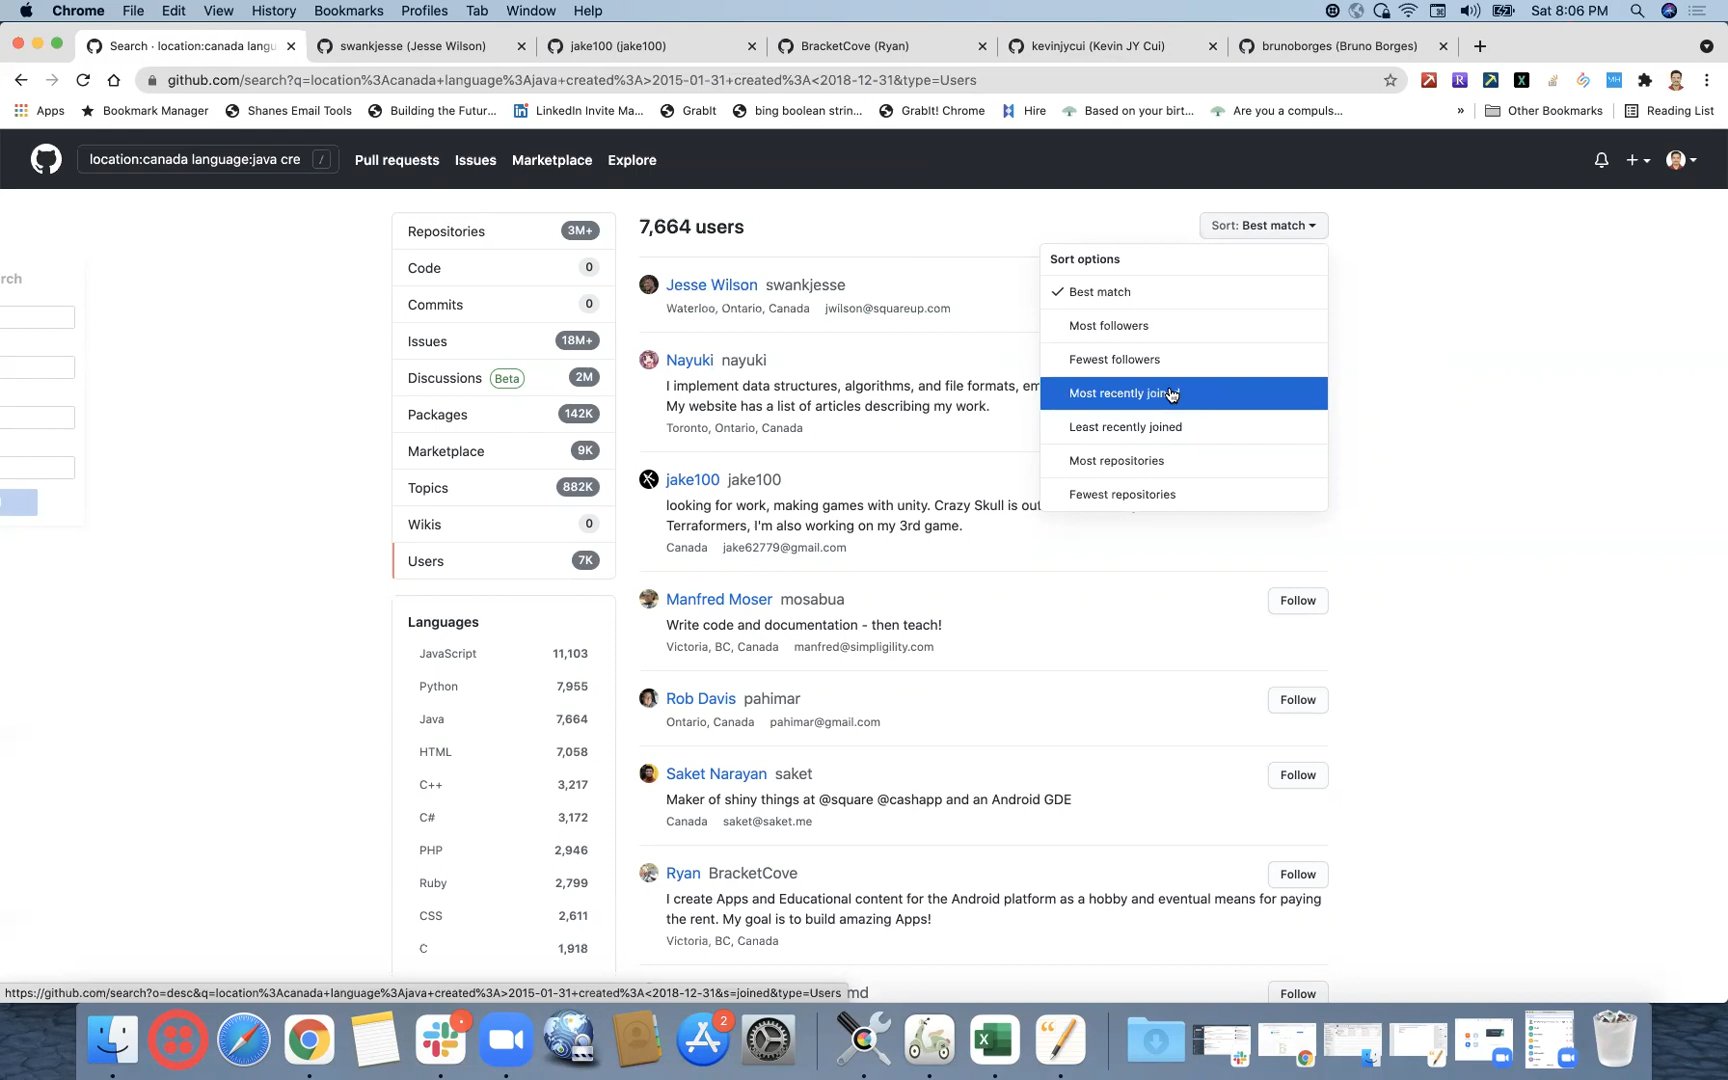 Chrome File Edit View History Bookmarks Profiles Tab Window Help Sat 8:06 PM
Search · location:canada langu swankjesse (Jesse Wilson) jake100 (jake100) BracketCove (Ryan) kevinjycui (Kevin JY Cui) brunoborges (Bruno Borges)
github.com/search?q=location%3Acanada+language%3Ajava+created%3A>2015-01-31+created%3A<2018-12-31&type=Users
Apps Bookmark Manager Shanes Email Tools Building the Futur... LinkedIn Invite Ma... GrabIt bing boolean strin... GrabIt! Chrome Hire Based on your birt... Are you a compuls... » Other Bookmarks Reading List
location:canada language:java cre / Pull requests Issues Marketplace Explore
rch
Repositories 3M+
Code 0
Commits 0
Issues 18M+
Discussions Beta 2M
Packages 142K
Marketplace 9K
Topics 882K
Wikis 0
Users 7K
Languages
JavaScript 11,103
Python 7,955
Java 7,664
HTML 7,058
C++ 3,217
C# 3,172
PHP 2,946
Ruby 2,799
CSS 2,611
C 1,918
7,664 users
Sort: Best match
Sort options
Best match
Most followers
Fewest followers
Most recently joined
Least recently joined
Most repositories
Fewest repositories
Jesse Wilson swankjesse
Waterloo, Ontario, Canada jwilson@squareup.com
Nayuki nayuki
I implement data structures, algorithms, and file formats, em
My website has a list of articles describing my work.
Toronto, Ontario, Canada
jake100 jake100
looking for work, making games with unity. Crazy Skull is out
Terraformers, I'm also working on my 3rd game.
Canada jake62779@gmail.com
Manfred Moser mosabua Follow
Write code and documentation - then teach!
Victoria, BC, Canada manfred@simpligility.com
Rob Davis pahimar Follow
Ontario, Canada pahimar@gmail.com
Saket Narayan saket Follow
Maker of shiny things at @square @cashapp and an Android GDE
Canada saket@saket.me
Ryan BracketCove Follow
I create Apps and Educational content for the Android platform as a hobby and eventual means for paying
the rent. My goal is to build amazing Apps!
Victoria, BC, Canada
md Follow
https://github.com/search?o=desc&q=location%3Acanada+language%3Ajava+created%3A>2015-01-31+created%3A<2018-12-31&s=joined&type=Users
2